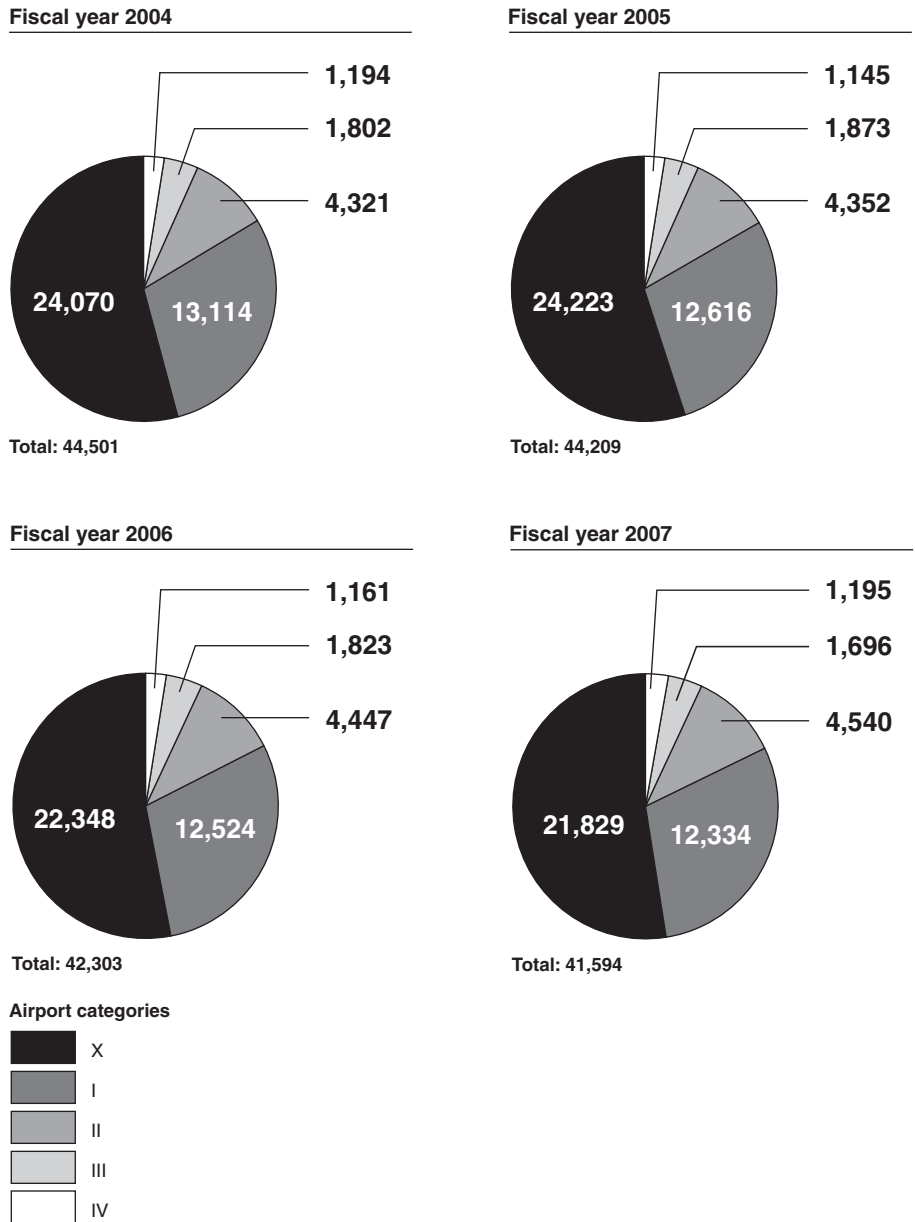 Fiscal year 2004
1,194
1,802
4,321
24,070
13,114
Total: 44,501
Fiscal year 2005
1,145
1,873
4,352
24,223
12,616
Total: 44,209
Fiscal year 2006
1,161
1,823
4,447
22,348
12,524
Total: 42,303
Fiscal year 2007
1,195
1,696
4,540
21,829
12,334
Total: 41,594
Airport categories
X
I
II
III
IV